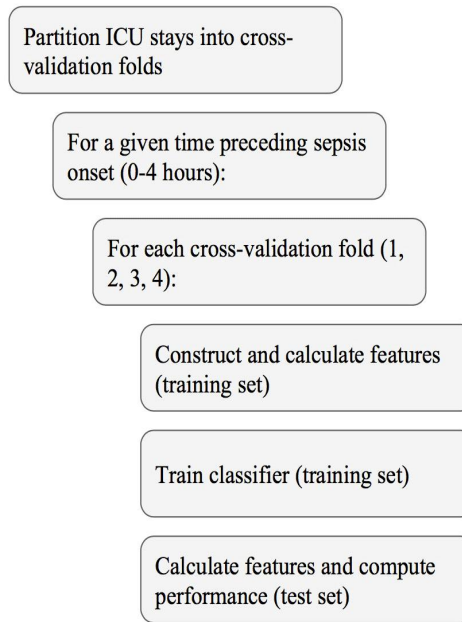 Partition ICU stays into cross-
validation folds
For a given time preceding sepsis
onset (0-4 hours):
For each cross-validation fold (1,
2, 3, 4):
Construct and calculate features
(training set)
Train classifier (training set)
Calculate features and compute
performance (test set)